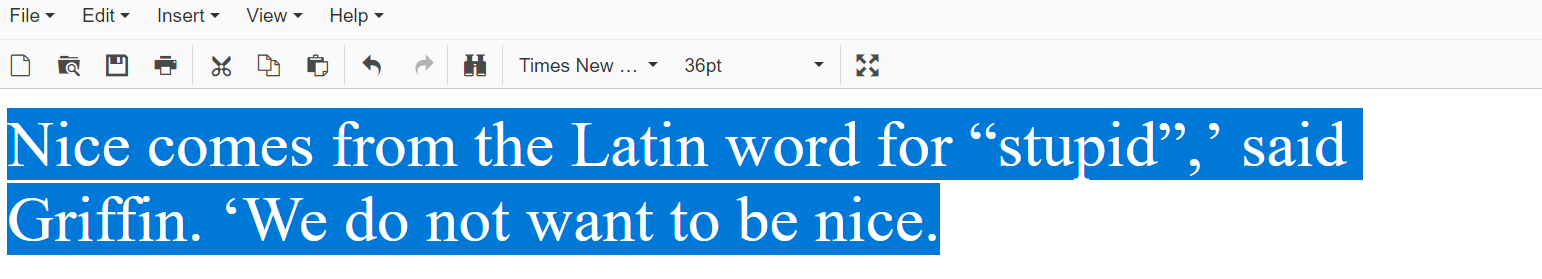 File Edit Insert View Help
Times New ... 36pt
Nice comes from the Latin word for “stupid”,’ said
Griffin. ‘We do not want to be nice.